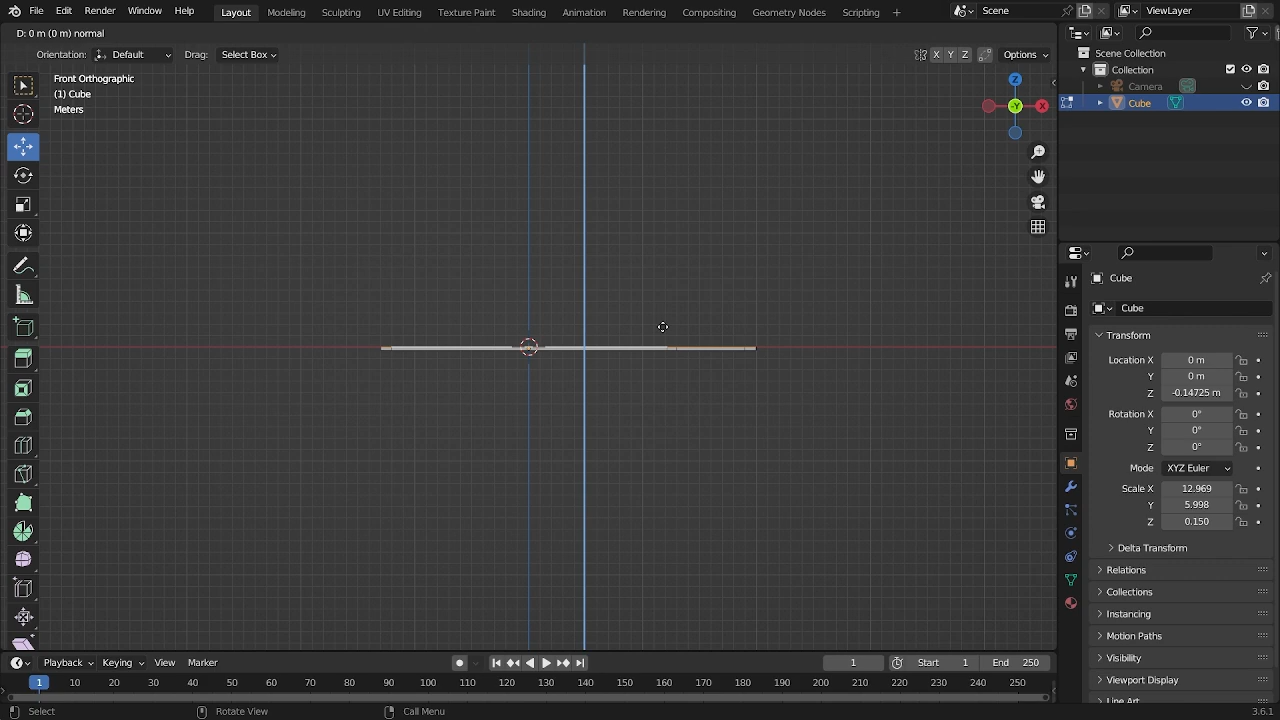 File Edit Render Window Help Layout Modeling Sculpting UV Editing Texture Paint Shading Animation Rendering Compositing Geometry Nodes Scripting + Scene ViewLayer
D: 0 m (0 m) normal
Orientation: Default Drag: Select Box X Y Z Options
Scene Collection
Collection
Camera
Cube
Front Orthographic
(1) Cube
Meters
Z
-Y
X
Cube
Cube
Transform
Location X 0 m
Y 0 m
Z -0.14725 m
Rotation X 0°
Y 0°
Z 0°
Mode XYZ Euler
Scale X 12.969
Y 5.998
Z 0.150
Delta Transform
Relations
Collections
Instancing
Motion Paths
Visibility
Viewport Display
Line Art
Playback Keying View Marker 1 Start 1 End 250
1 10 20 30 40 50 60 70 80 90 100 110 120 130 140 150 160 170 180 190 200 210 220 230 240 250
Select Rotate View Call Menu 3.6.1